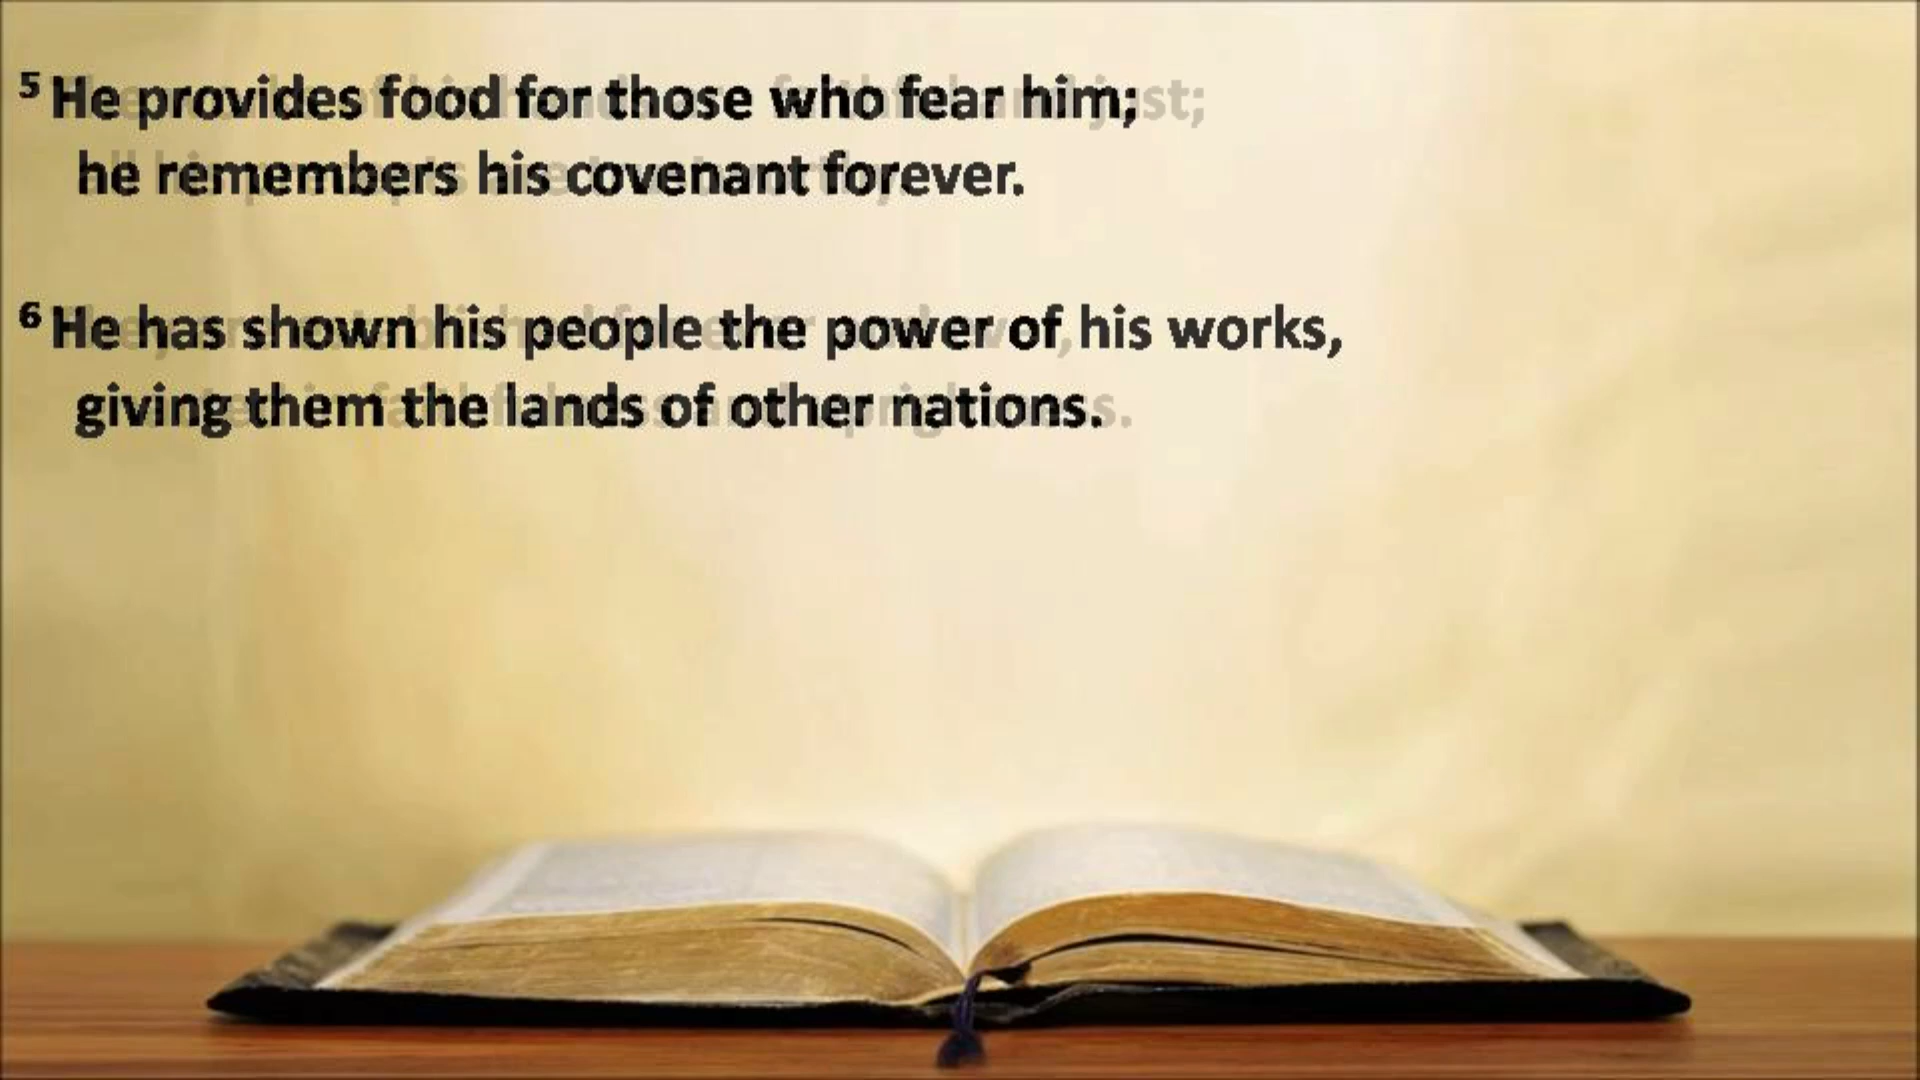 5 He provides food for those who fear him;
he remembers his covenant forever.
6 He has shown his people the power of his works,
giving them the lands of other nations.